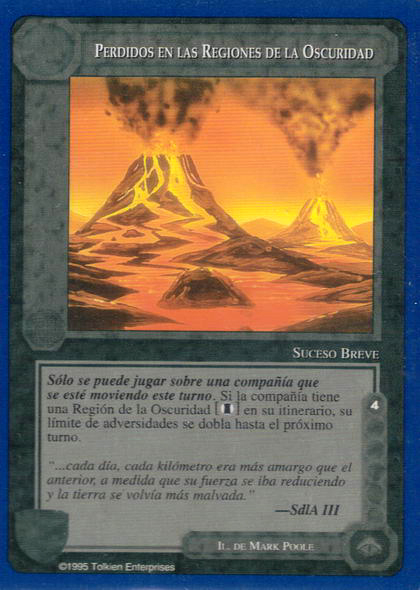 PERDIDOS EN LAS REGIONES DE LA OSCURIDAD
SUCESO BREVE
Sólo se puede jugar sobre una compañía que
se esté moviendo este turno. Si la compañía tiene
una Región de la Oscuridad [ ] en su itinerario, su
límite de adversidades se dobla hasta el próximo
turno.
4
"...cada día, cada kilómetro era más amargo que el
anterior, a medida que su fuerza se iba reduciendo
y la tierra se volvía más malvada."
—SdlA III
IL. DE MARK POOLE
©1995 Tolkien Enterprises